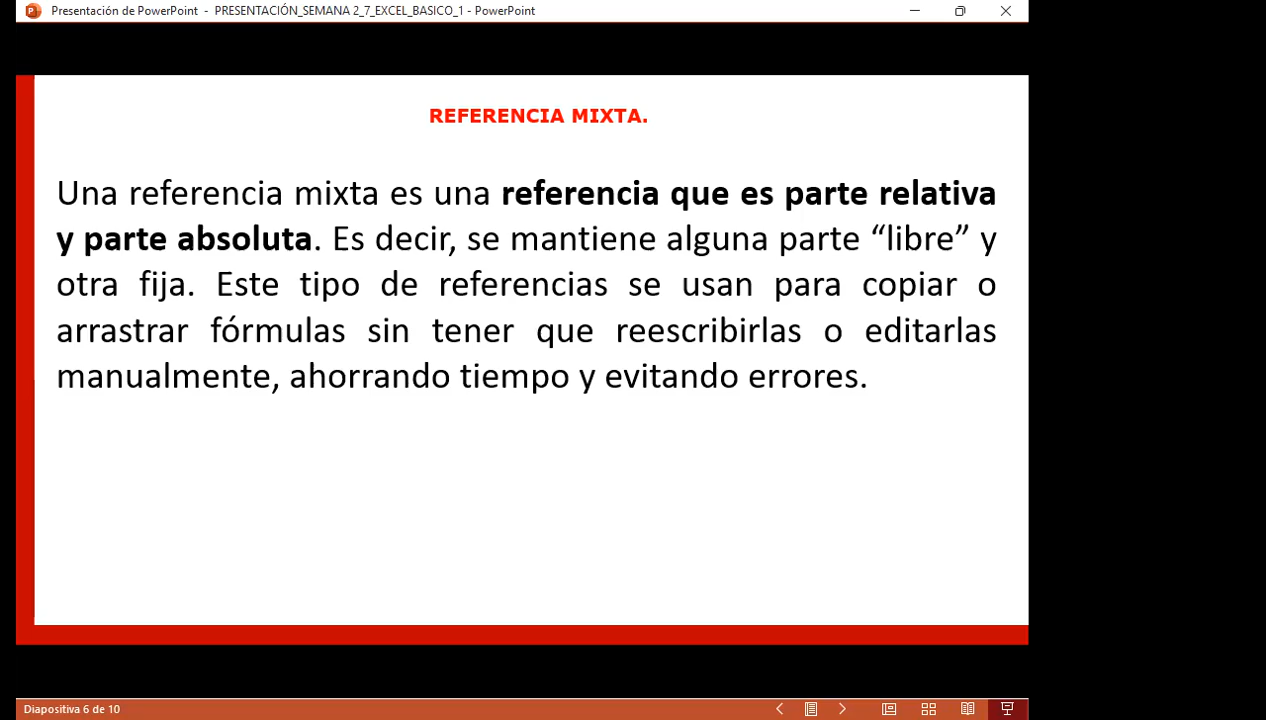 Presentación de PowerPoint - PRESENTACIÓN_SEMANA 2_7_EXCEL_BASICO_1 - PowerPoint
REFERENCIA MIXTA.
Una referencia mixta es una referencia que es parte relativa
y parte absoluta. Es decir, se mantiene alguna parte “libre” y
otra fija. Este tipo de referencias se usan para copiar o
arrastrar fórmulas sin tener que reescribirlas o editarlas
manualmente, ahorrando tiempo y evitando errores.
Diapositiva 6 de 10